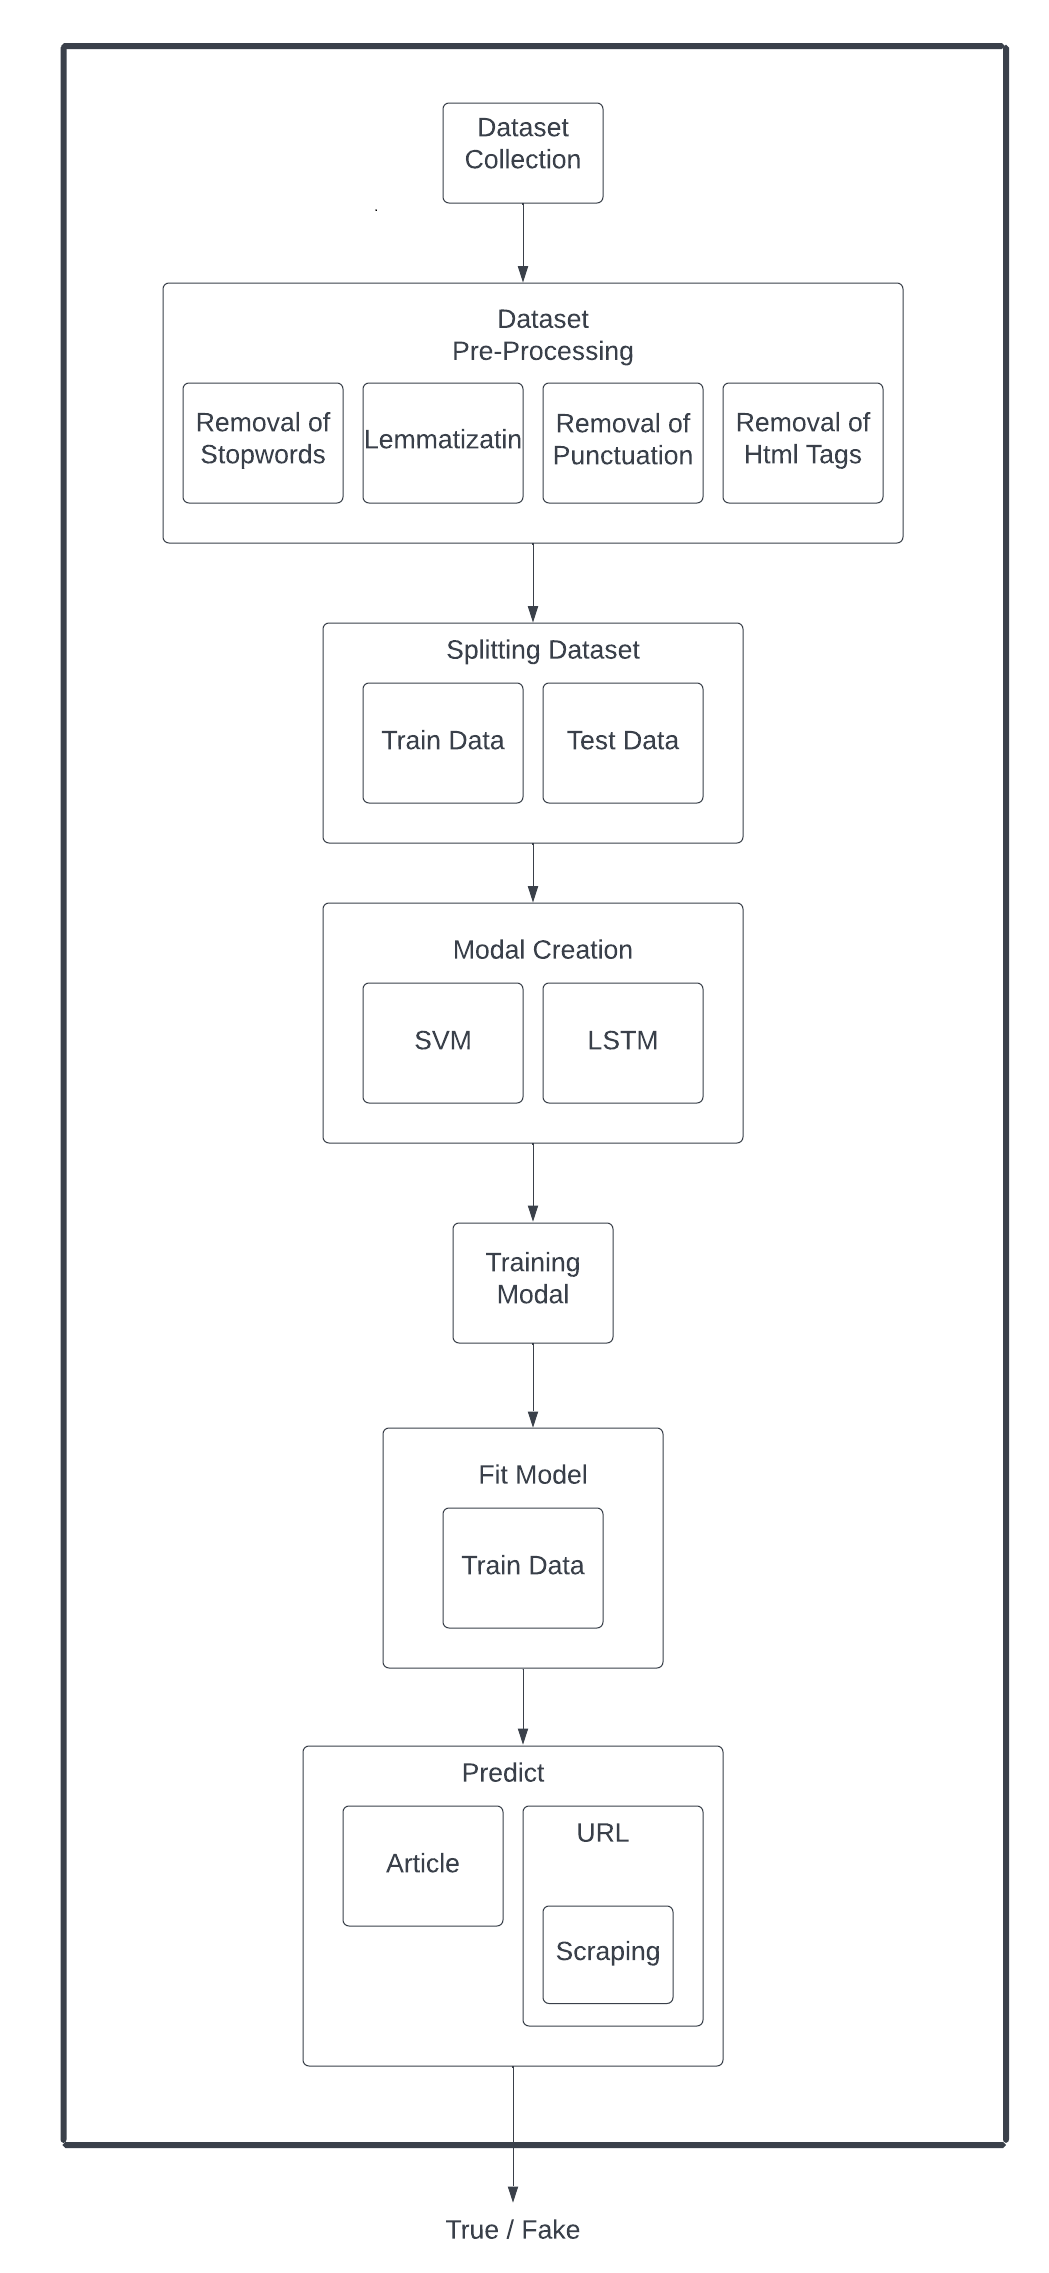 Dataset
Collection
Dataset
Pre-Processing
Removal of
Stopwords
Lemmatizatin
Removal of
Punctuation
Removal of
Html Tags
Splitting Dataset
Train Data
Test Data
Modal Creation
SVM
LSTM
Training
Modal
Fit Model
Train Data
Predict
Article
URL
Scraping
True / Fake